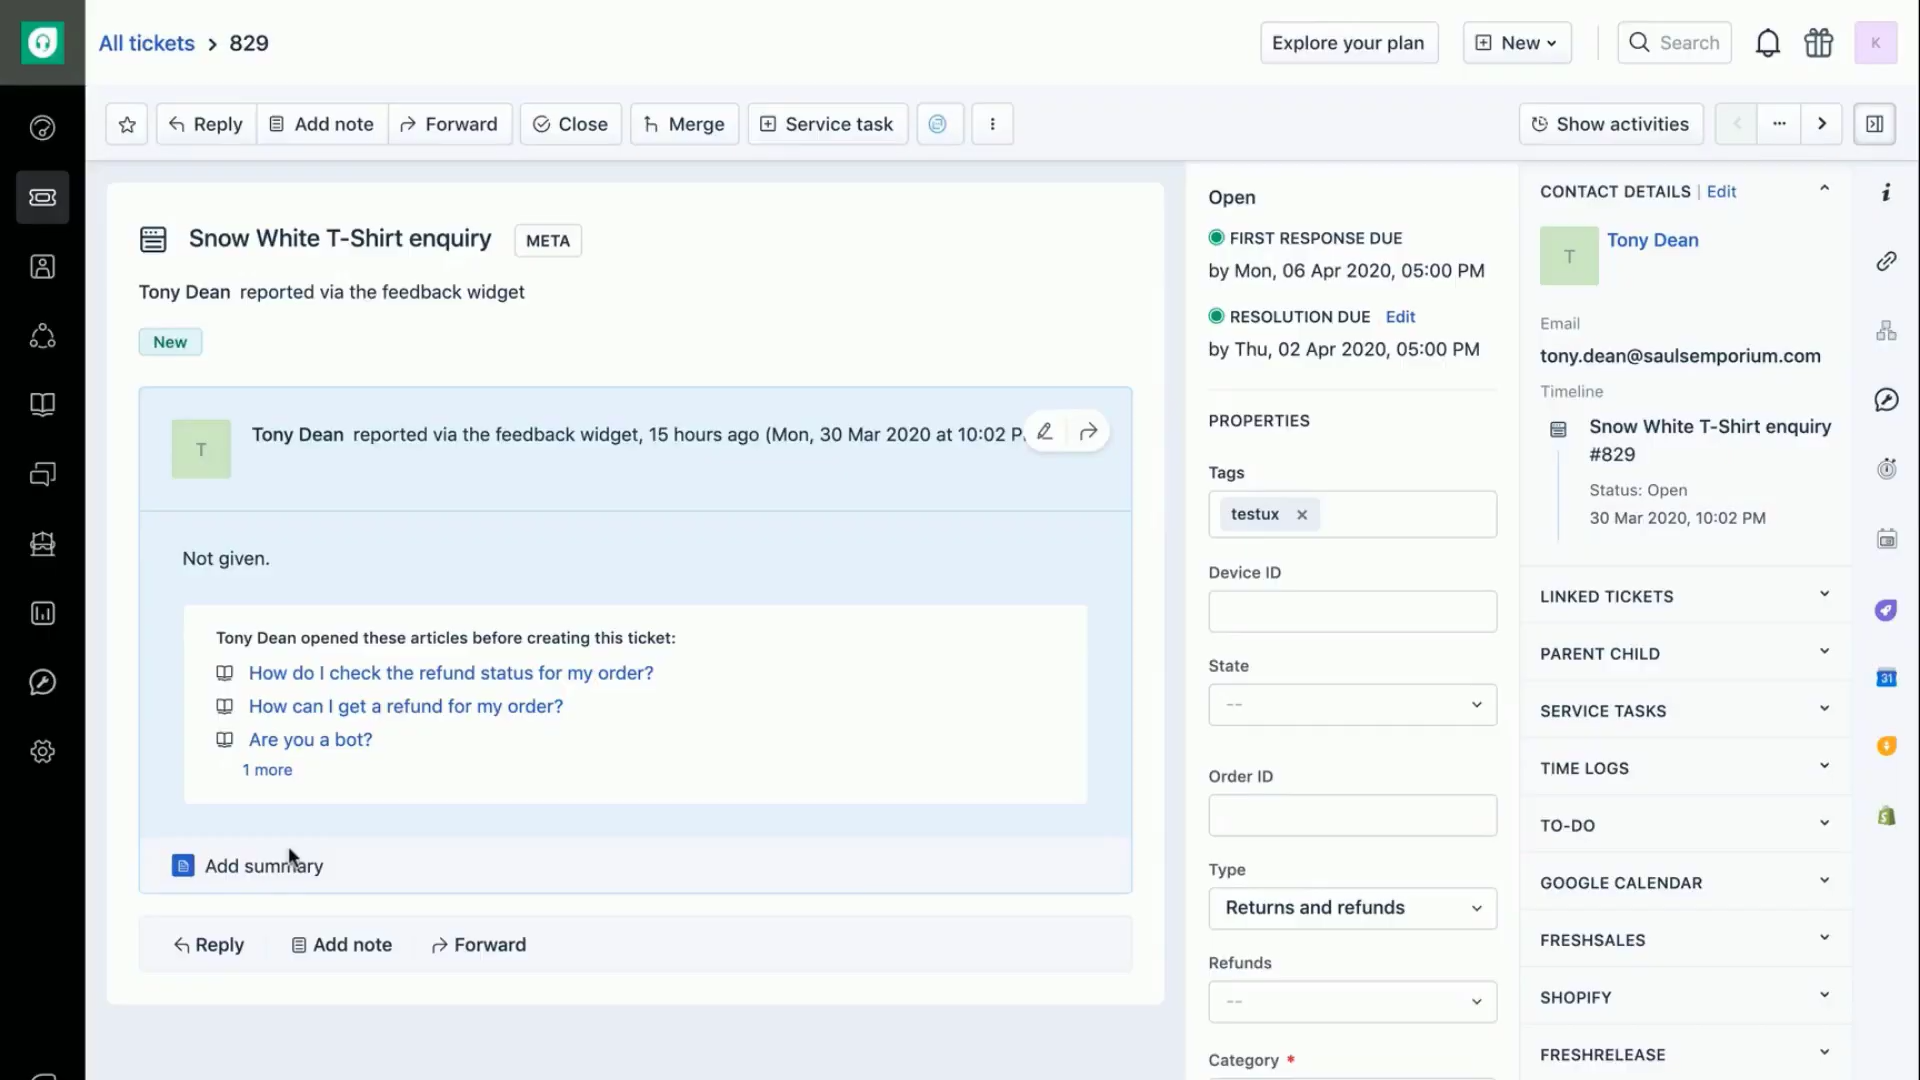 All tickets > 829
Explore your plan
New
Search
K
Reply
Add note
Forward
Close
Merge
Service task
Show activities
Snow White T-Shirt enquiry
META
Tony Dean reported via the feedback widget
New
T
Tony Dean reported via the feedback widget, 15 hours ago (Mon, 30 Mar 2020 at 10:02 P
Not given.
Tony Dean opened these articles before creating this ticket:
How do I check the refund status for my order?
How can I get a refund for my order?
Are you a bot?
1 more
Add summary
Reply
Add note
Forward
Open
FIRST RESPONSE DUE
by Mon, 06 Apr 2020, 05:00 PM
RESOLUTION DUE Edit
by Thu, 02 Apr 2020, 05:00 PM
PROPERTIES
Tags
testux
Device ID
State
--
Order ID
Type
Returns and refunds
Refunds
--
Category *
CONTACT DETAILS | Edit
T
Tony Dean
Email
tony.dean@saulsemporium.com
Timeline
Snow White T-Shirt enquiry
#829
Status: Open
30 Mar 2020, 10:02 PM
LINKED TICKETS
PARENT CHILD
SERVICE TASKS
TIME LOGS
TO-DO
GOOGLE CALENDAR
FRESHSALES
SHOPIFY
FRESHRELEASE
31